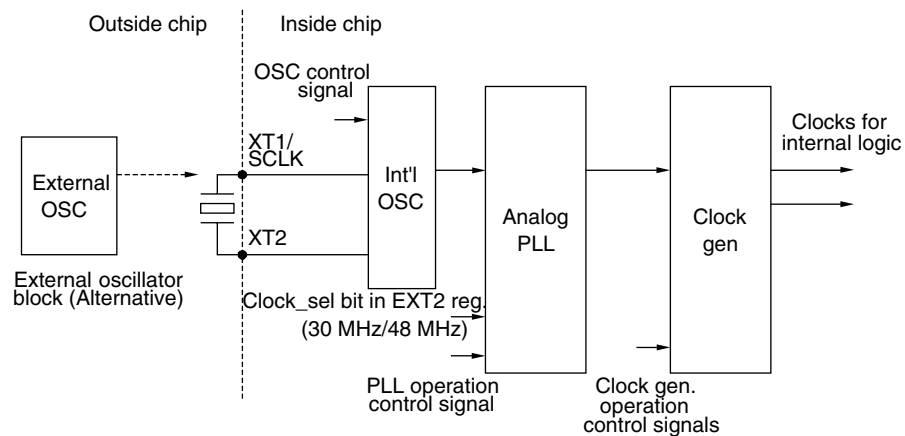 Outside chip
Inside chip
OSC control
signal
XT1/
SCLK
External
OSC
Int'l
OSC
XT2
Analog
PLL
Clock
gen
Clocks for
internal logic
External oscillator
block (Alternative)
Clock_sel bit in EXT2 reg.
(30 MHz/48 MHz)
PLL operation
control signal
Clock gen.
operation
control signals